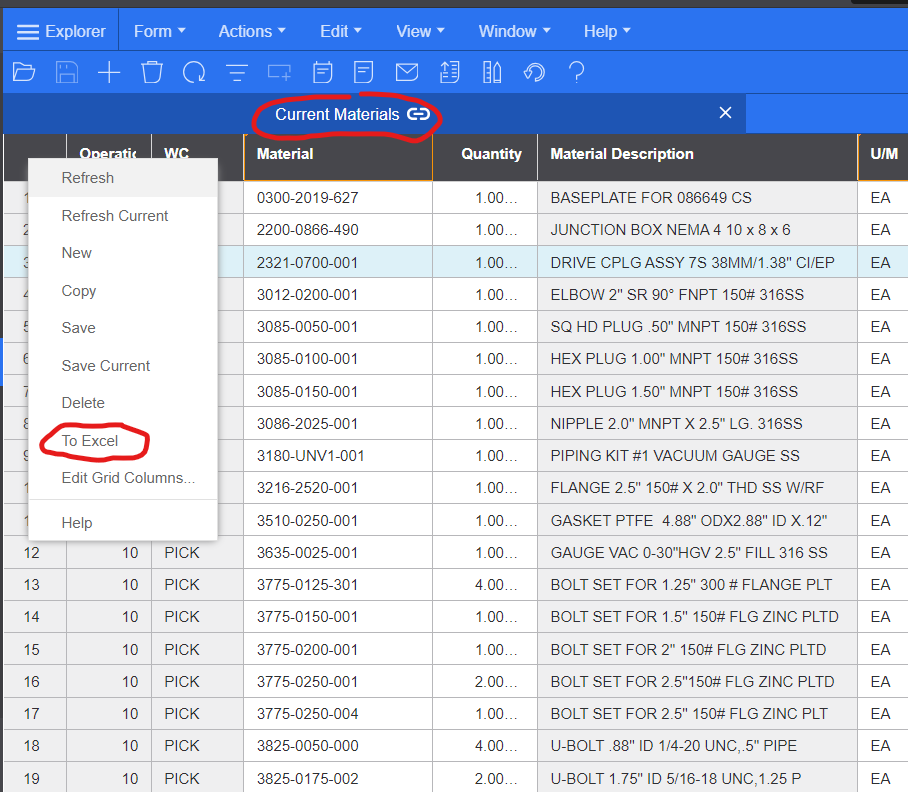 Explorer Form Actions Edit View Window Help
Current Materials
WC Material Quantity Material Description U/M
Refresh
Refresh Current
New
Copy
Save
Save Current
Delete
To Excel
Edit Grid Columns...
Help
0300-2019-627 1.00... BASEPLATE FOR 086649 CS EA
2200-0866-490 1.00... JUNCTION BOX NEMA 4 10 x 8 x 6 EA
2321-0700-001 1.00... DRIVE CPLG ASSY 7S 38MM/1.38" CI/EP EA
3012-0200-001 1.00... ELBOW 2" SR 90° FNPT 150# 316SS EA
3085-0050-001 1.00... SQ HD PLUG .50" MNPT 150# 316SS EA
3085-0100-001 1.00... HEX PLUG 1.00" MNPT 150# 316SS EA
3085-0150-001 1.00... HEX PLUG 1.50" MNPT 150# 316SS EA
3086-2025-001 1.00... NIPPLE 2.0" MNPT X 2.5" LG. 316SS EA
3180-UNV1-001 1.00... PIPING KIT #1 VACUUM GAUGE SS EA
3216-2520-001 1.00... FLANGE 2.5" 150# X 2.0" THD SS W/RF EA
3510-0250-001 1.00... GASKET PTFE  4.88" ODX2.88" ID X.12" EA
12 10 PICK 3635-0025-001 1.00... GAUGE VAC 0-30"HGV 2.5" FILL 316 SS EA
13 10 PICK 3775-0125-301 4.00... BOLT SET FOR 1.25" 300 # FLANGE PLT EA
14 10 PICK 3775-0150-001 1.00... BOLT SET FOR 1.5" 150# FLG ZINC PLTD EA
15 10 PICK 3775-0200-001 1.00... BOLT SET FOR 2" 150# FLG ZINC PLTD EA
16 10 PICK 3775-0250-001 2.00... BOLT SET FOR 2.5"150# FLG ZINC PLTD EA
17 10 PICK 3775-0250-004 1.00... BOLT SET FOR 2.5" 150# FLG ZINC PLT EA
18 10 PICK 3825-0050-000 4.00... U-BOLT .88" ID 1/4-20 UNC,.5" PIPE EA
19 10 PICK 3825-0175-002 2.00... U-BOLT 1.75" ID 5/16-18 UNC,1.25 P EA